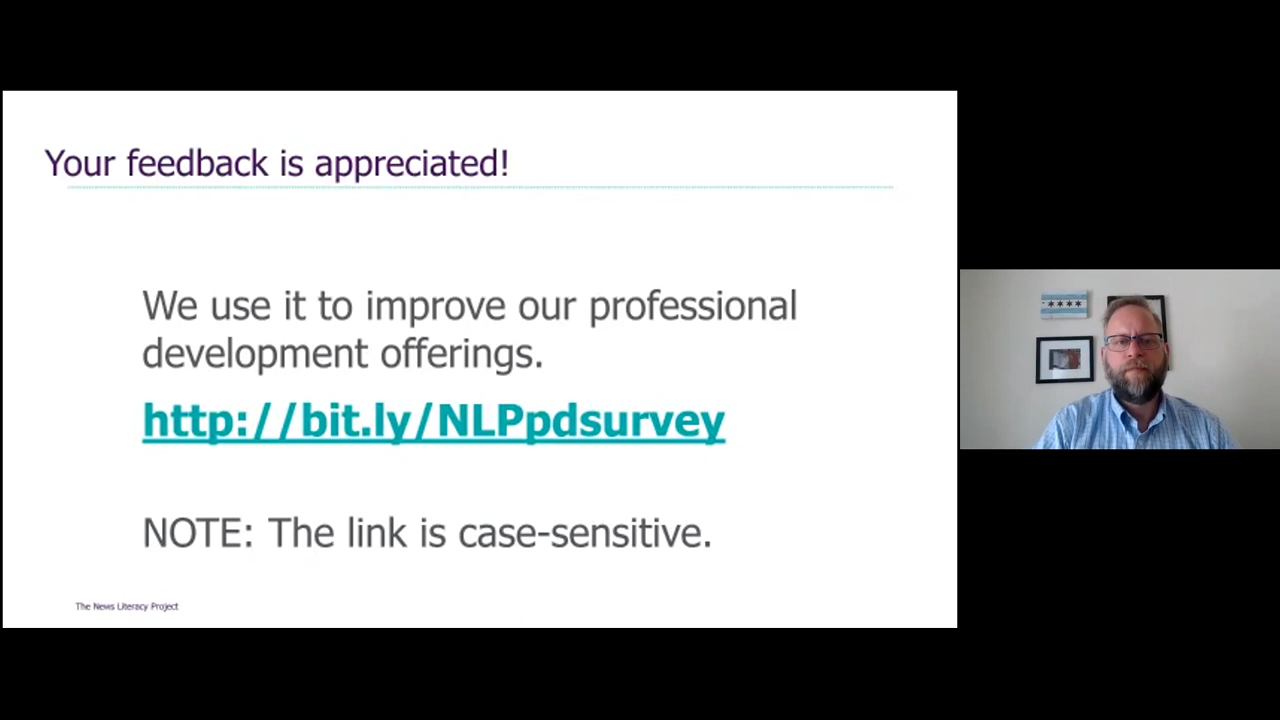 Your feedback is appreciated!
We use it to improve our professional
development offerings.
http://bit.ly/NLPpdsurvey
NOTE: The link is case-sensitive.
The News Literacy Project